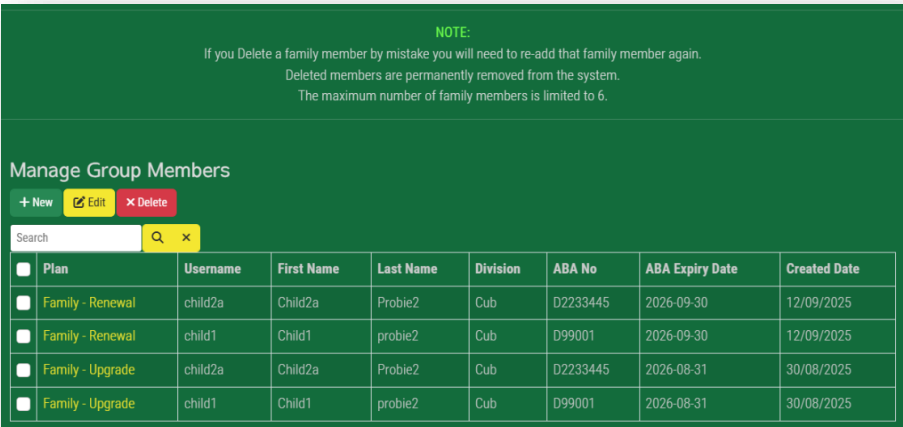 NOTE:
If you Delete a family member by mistake you will need to re-add that family member again.
Deleted members are permanently removed from the system.
The maximum number of family members is limited to 6.
Manage Group Members
+ New Edit × Delete
Search ×
Plan Username First Name Last Name Division ABA No ABA Expiry Date Created Date
Family - Renewal child2a Child2a Probie2 Cub D2233445 2026-09-30 12/09/2025
Family - Renewal child1 Child1 probie2 Cub D99001 2026-09-30 12/09/2025
Family - Upgrade child2a Child2a Probie2 Cub D2233445 2026-08-31 30/08/2025
Family - Upgrade child1 Child1 probie2 Cub D99001 2026-08-31 30/08/2025